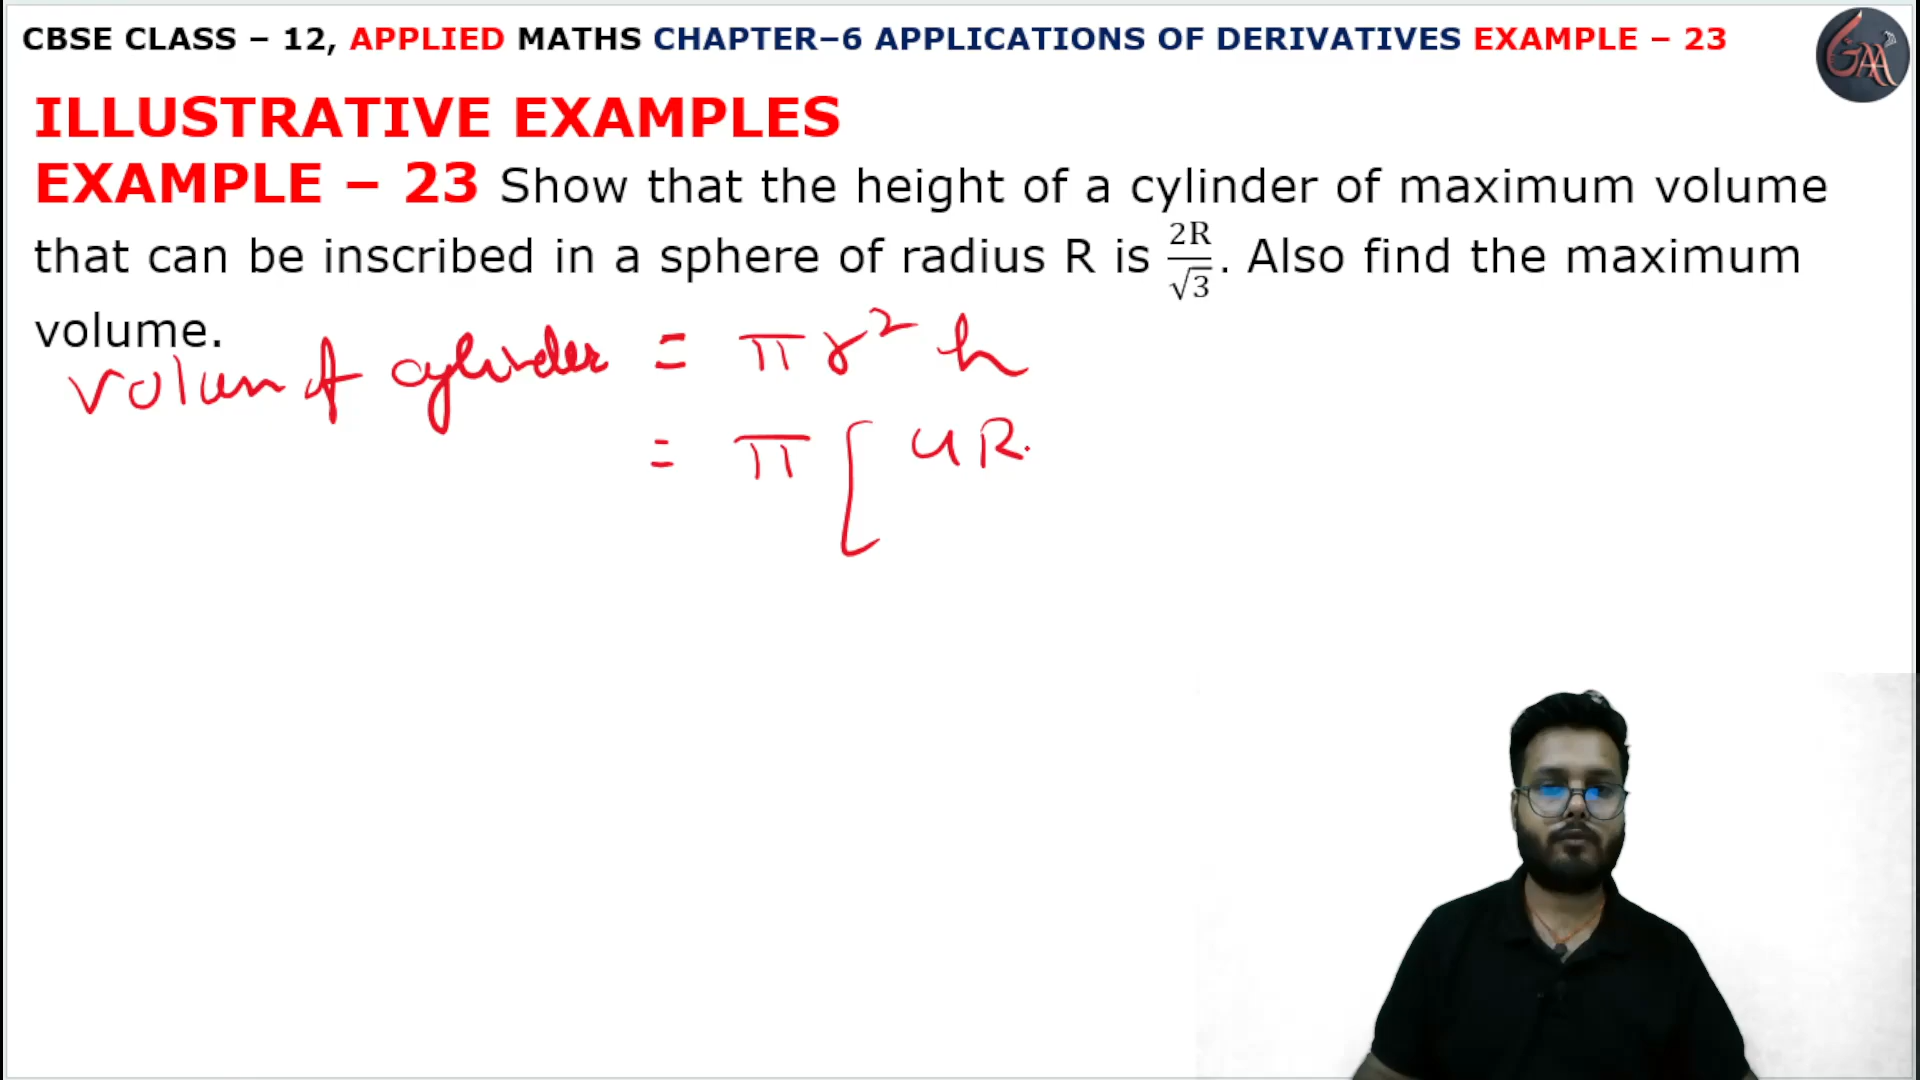 CBSE CLASS – 12, APPLIED MATHS CHAPTER–6 APPLICATIONS OF DERIVATIVES EXAMPLE – 23
ILLUSTRATIVE EXAMPLES
EXAMPLE – 23 Show that the height of a cylinder of maximum volume
that can be inscribed in a sphere of radius R is 2R/√3. Also find the maximum
volume.
Volum of cylinder = π r² h
= π [ 4R